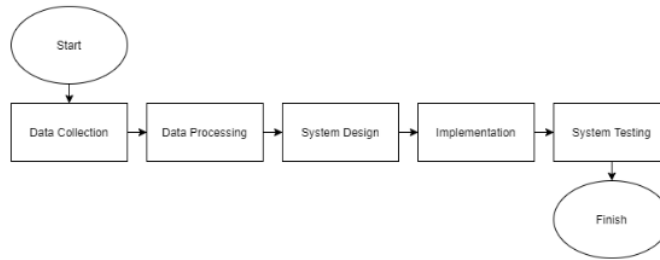 Start
Data Collection
Data Processing
System Design
Implementation
System Testing
Finish